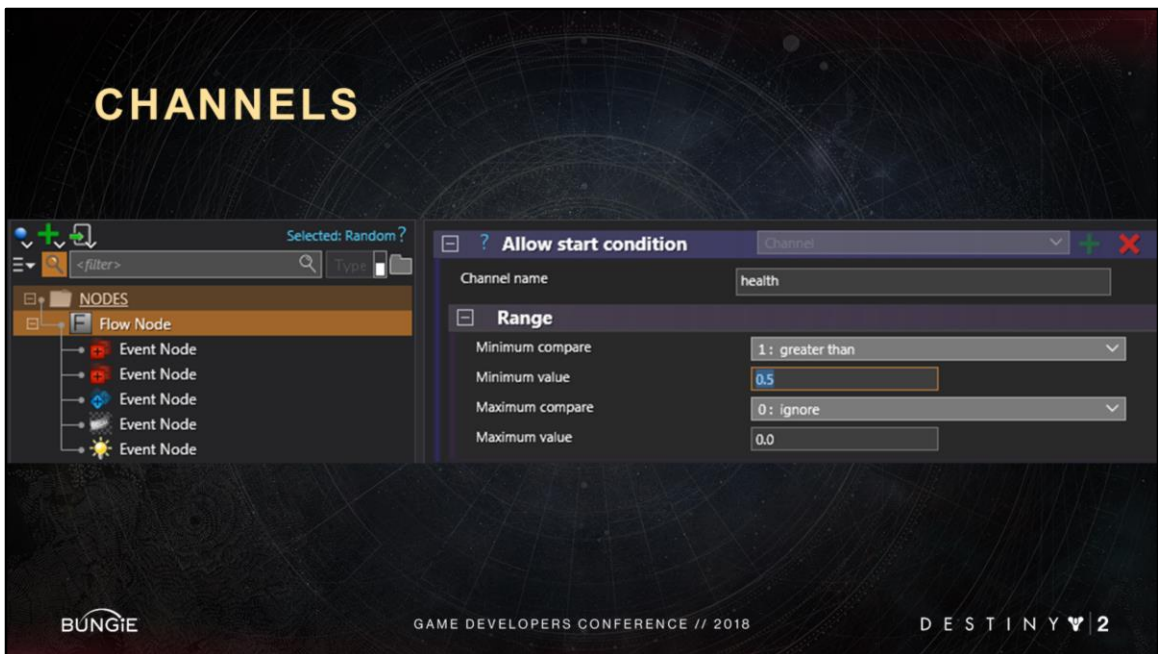 CHANNELS
Selected: Random?
<filter>
Type
NODES
Flow Node
Event Node
Event Node
Event Node
Event Node
Event Node
? Allow start condition
Channel
Channel name
health
Range
Minimum compare
1: greater than
Minimum value
0.5
Maximum compare
0: ignore
Maximum value
0.0
BUNGiE
GAME DEVELOPERS CONFERENCE // 2018
DESTINY 2